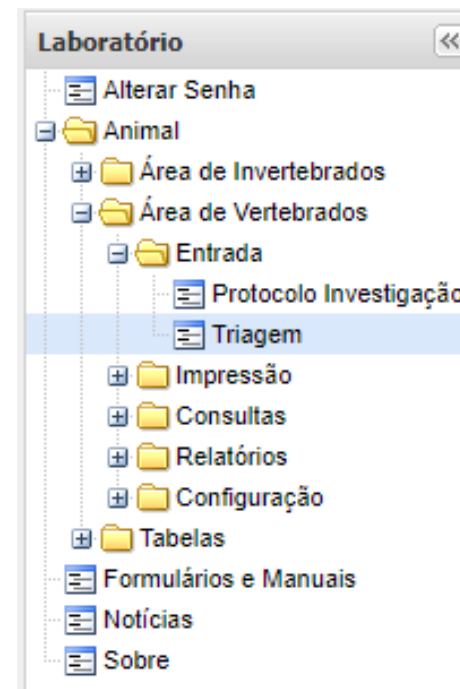 Laboratório
Alterar Senha
Animal
Área de Invertebrados
Área de Vertebrados
Entrada
Protocolo Investigação
Triagem
Impressão
Consultas
Relatórios
Configuração
Tabelas
Formulários e Manuais
Notícias
Sobre